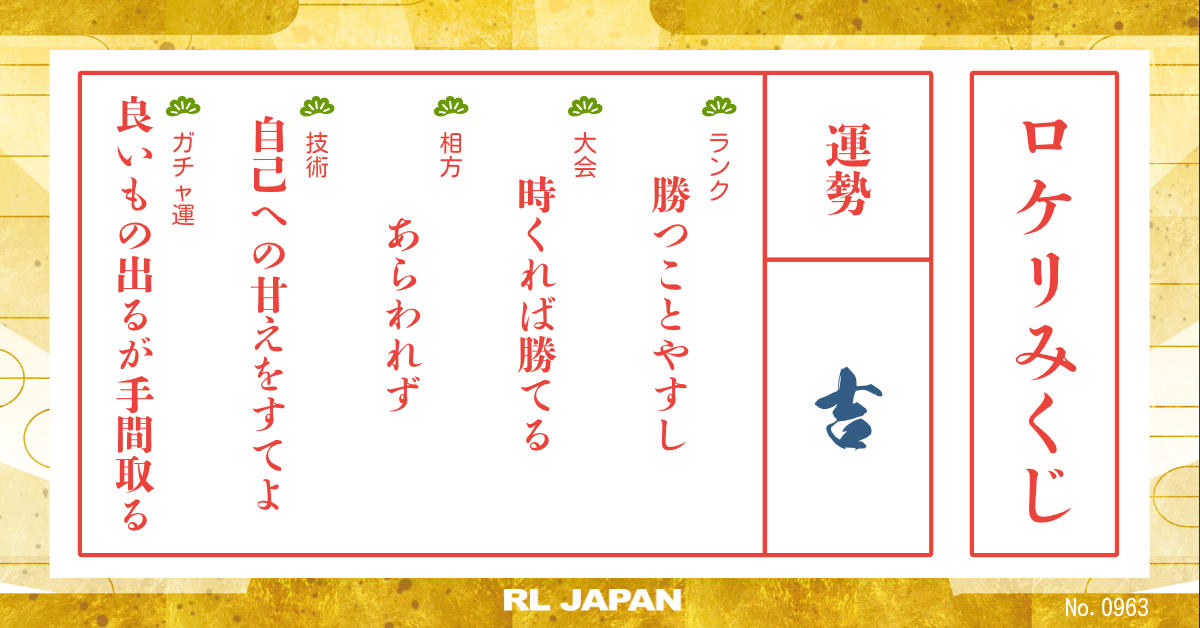 ロケリみくじ
運勢
吉
ランク
勝つことやすし
大会
時くれば勝てる
相方
あらわれず
技術
自己への甘えをすてよ
ガチャ運
良いもの出るが手間取る
RL JAPAN
No. 0963